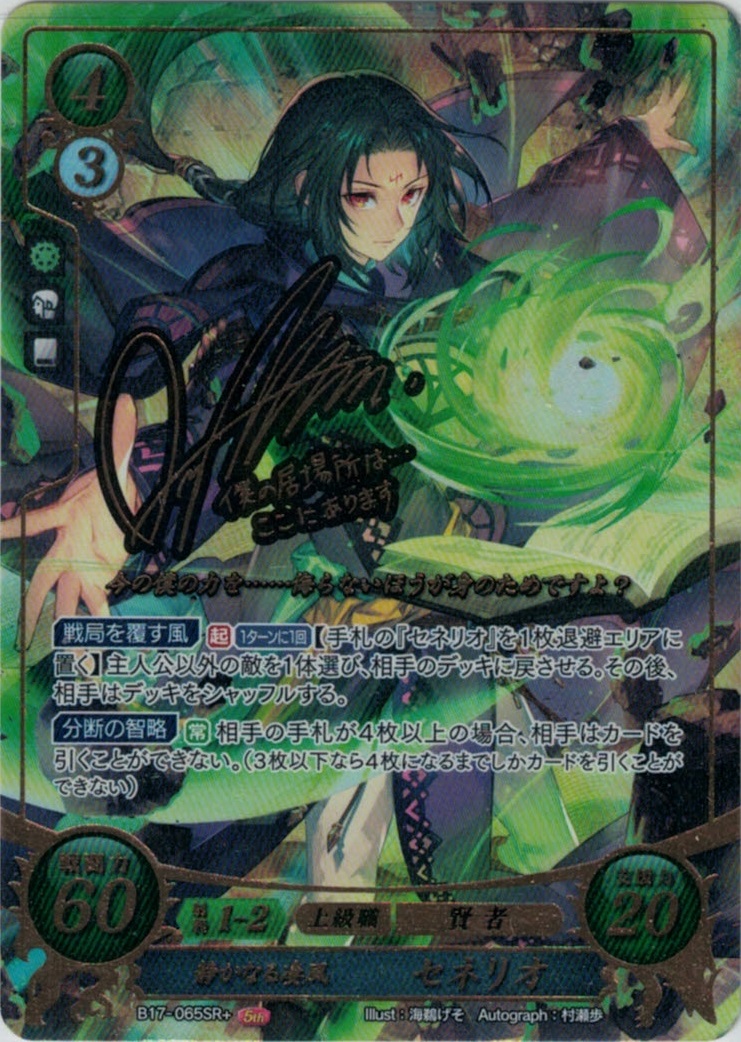 4
3
僕の居場所は…
ここにあります
今の僕の力を……侮らないほうが身のためですよ?
戦局を覆す風 起 1ターンに1回【手札の『セネリオ』を1枚退避エリアに
置く】主人公以外の敵を1体選び、相手のデッキに戻させる。その後、
相手はデッキをシャッフルする。
分断の智略 常 相手の手札が4枚以上の場合、相手はカードを
引くことができない。(3枚以下なら4枚になるまでしかカードを引くことが
できない)
戦闘力
60
射程 1-2 上級職 賢者
支援力
20
静かなる凄風 セネリオ
B17-065SR+ 5th Illust:海鵜げそ Autograph:村瀬歩